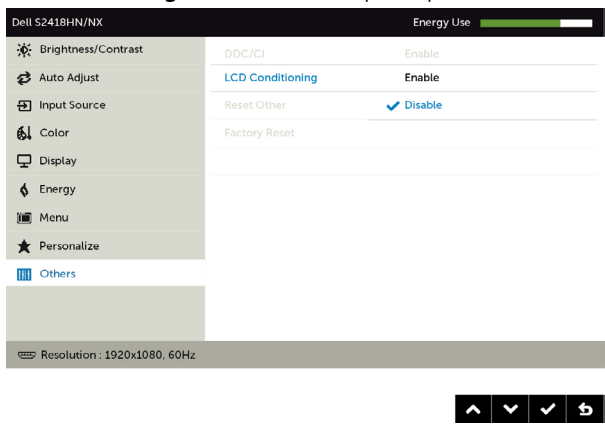 Dell S2418HN/NX Energy Use
Brightness/Contrast
Auto Adjust
Input Source
Color
Display
Energy
Menu
Personalize
Others
DDC/CI Enable
LCD Conditioning Enable
Reset Other Disable
Factory Reset
Resolution : 1920x1080, 60Hz